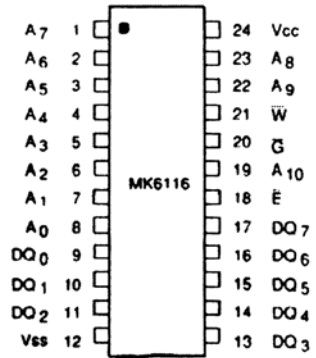 A7 1 24 Vcc
A6 2 23 A8
A5 3 22 A9
A4 4 21 W̅
A3 5 20 G̅
A2 6 19 A10
MK6116
A1 7 18 E̅
A0 8 17 DQ7
DQ0 9 16 DQ6
DQ1 10 15 DQ5
DQ2 11 14 DQ4
Vss 12 13 DQ3